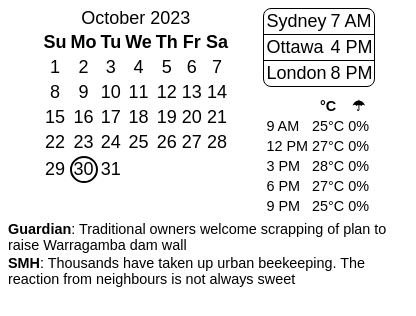 October 2023
Su Mo Tu We Th Fr Sa
1 2 3 4 5 6 7
8 9 10 11 12 13 14
15 16 17 18 19 20 21
22 23 24 25 26 27 28
29 30 31
Sydney 7 AM
Ottawa 4 PM
London 8 PM
°C ☂
9 AM 25°C 0%
12 PM 27°C 0%
3 PM 28°C 0%
6 PM 27°C 0%
9 PM 25°C 0%
Guardian: Traditional owners welcome scrapping of plan to
raise Warragamba dam wall
SMH: Thousands have taken up urban beekeeping. The
reaction from neighbours is not always sweet